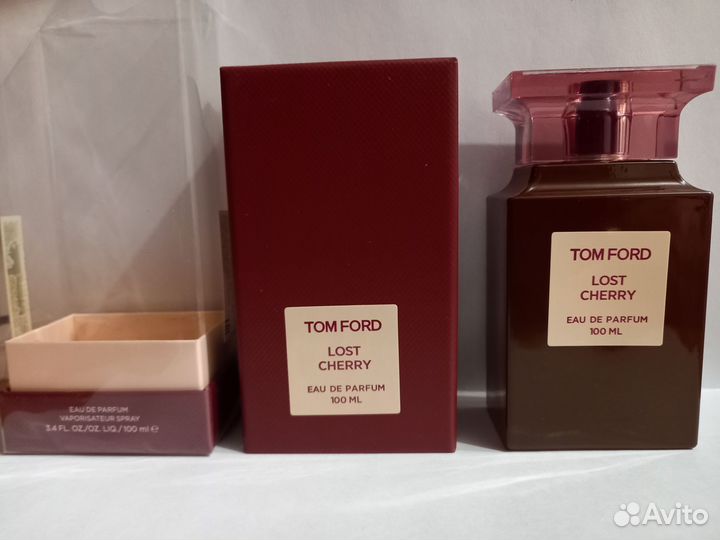 EAU DE PARFUM
VAPORISATEUR SPRAY
3.4 FL. OZ./OZ. LIQ./100 ml e
TOM FORD
LOST
CHERRY
EAU DE PARFUM
100 ML
TOM FORD
LOST
CHERRY
EAU DE PARFUM
100 ML
Avito